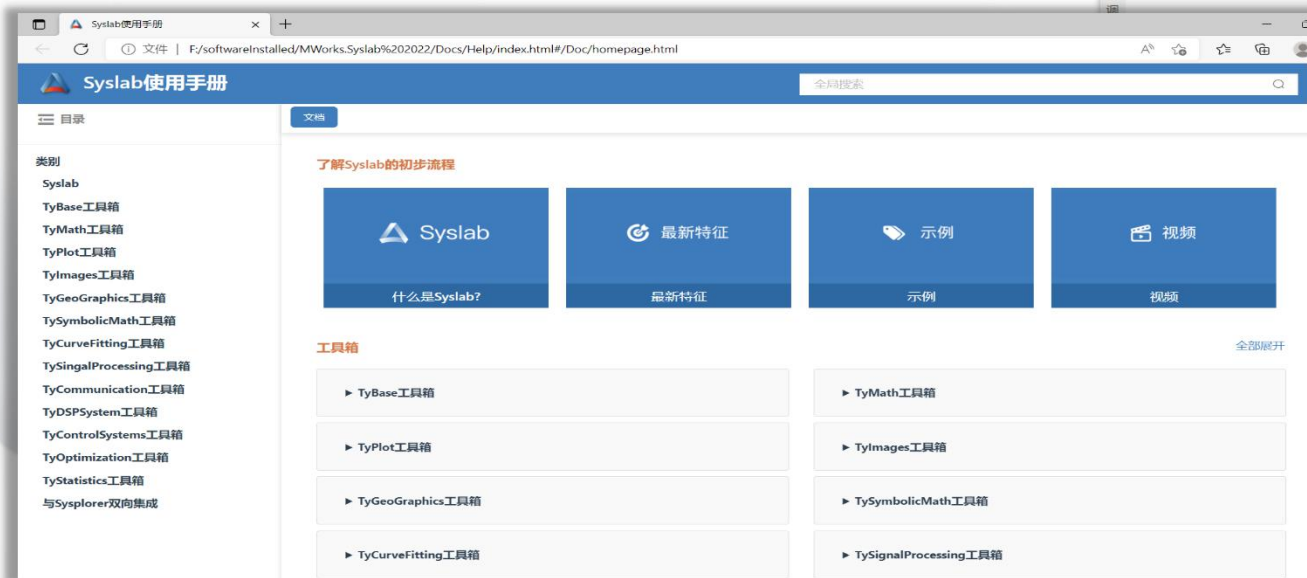 调
Syslab使用手册
文件 | F:/softwareInstalled/MWorks.Syslab%202022/Docs/Help/index.html#/Doc/homepage.html
Syslab使用手册
全局搜索
目录
文档
类别
Syslab
TyBase工具箱
TyMath工具箱
TyPlot工具箱
TyImages工具箱
TyGeoGraphics工具箱
TySymbolicMath工具箱
TyCurveFitting工具箱
TySingalProcessing工具箱
TyCommunication工具箱
TyDSPSystem工具箱
TyControlSystems工具箱
TyOptimization工具箱
TyStatistics工具箱
与Sysplorer双向集成
了解Syslab的初步流程
Syslab
最新特征
示例
视频
什么是Syslab?
最新特征
示例
视频
工具箱
全部展开
TyBase工具箱
TyMath工具箱
TyPlot工具箱
TyImages工具箱
TyGeoGraphics工具箱
TySymbolicMath工具箱
TyCurveFitting工具箱
TySignalProcessing工具箱